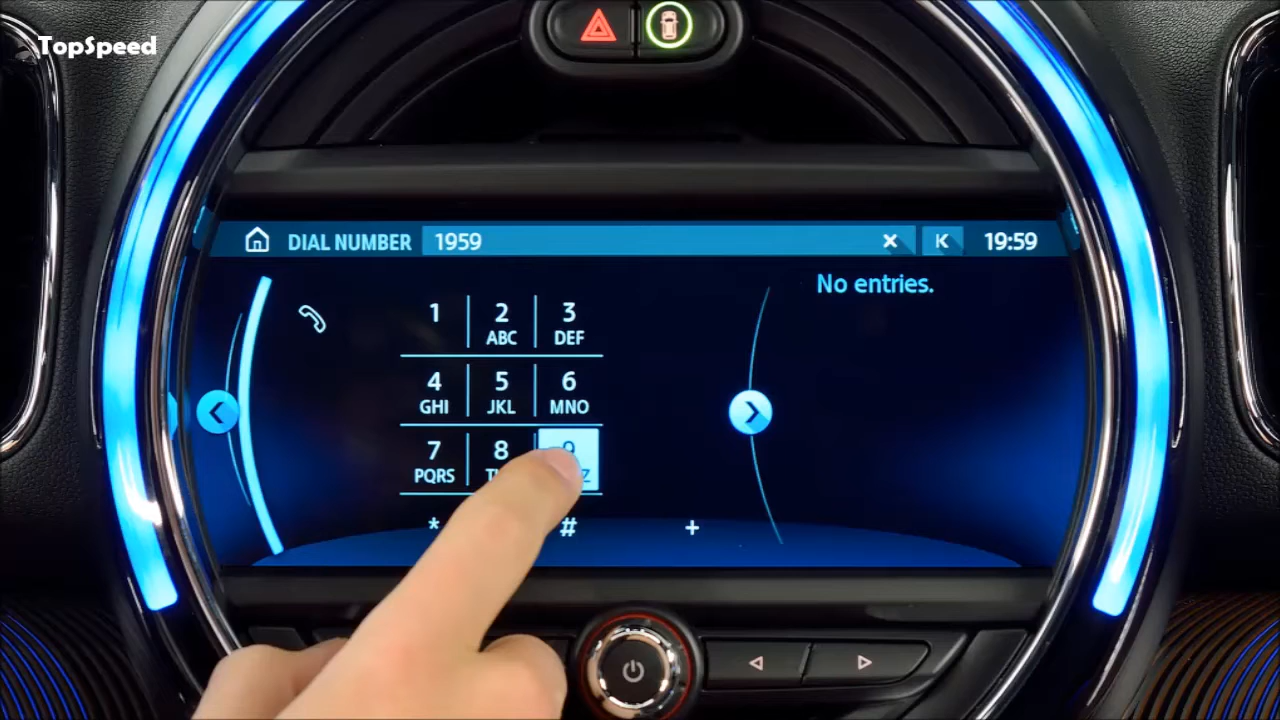 TopSpeed
DIAL NUMBER 1959 × K 19:59
No entries.
1 2 3
ABC DEF
4 5 6
GHI JKL MNO
7 8 9
PQRS
* # +